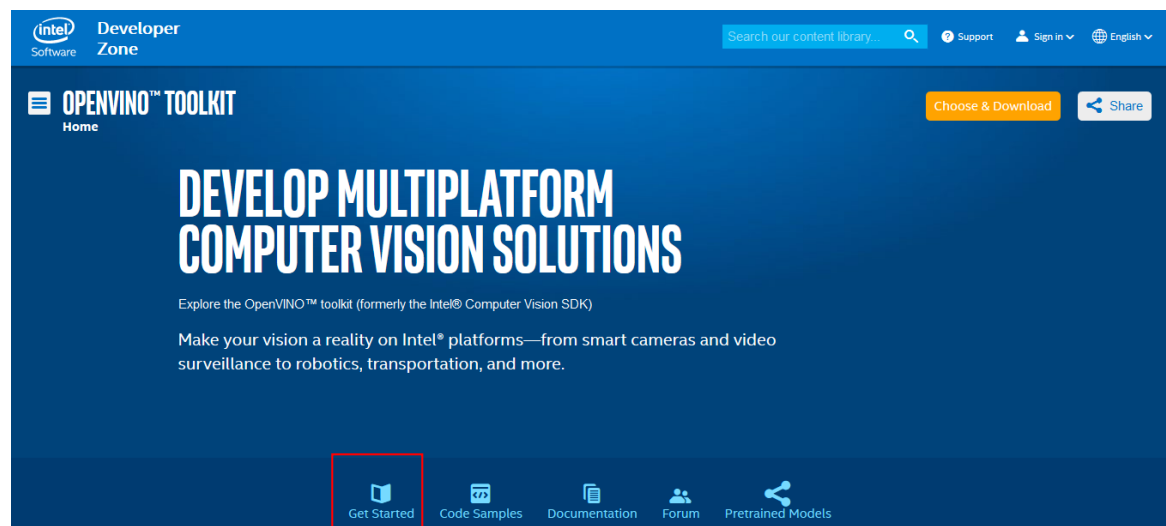 intel
Software
Developer
Zone
Search our content library...
? Support
Sign in
English
OPENVINO™ TOOLKIT
Home
Choose & Download
Share
DEVELOP MULTIPLATFORM
COMPUTER VISION SOLUTIONS
Explore the OpenVINO™ toolkit (formerly the Intel® Computer Vision SDK)
Make your vision a reality on Intel® platforms—from smart cameras and video
surveillance to robotics, transportation, and more.
</>
Get Started Code Samples Documentation Forum Pretrained Models